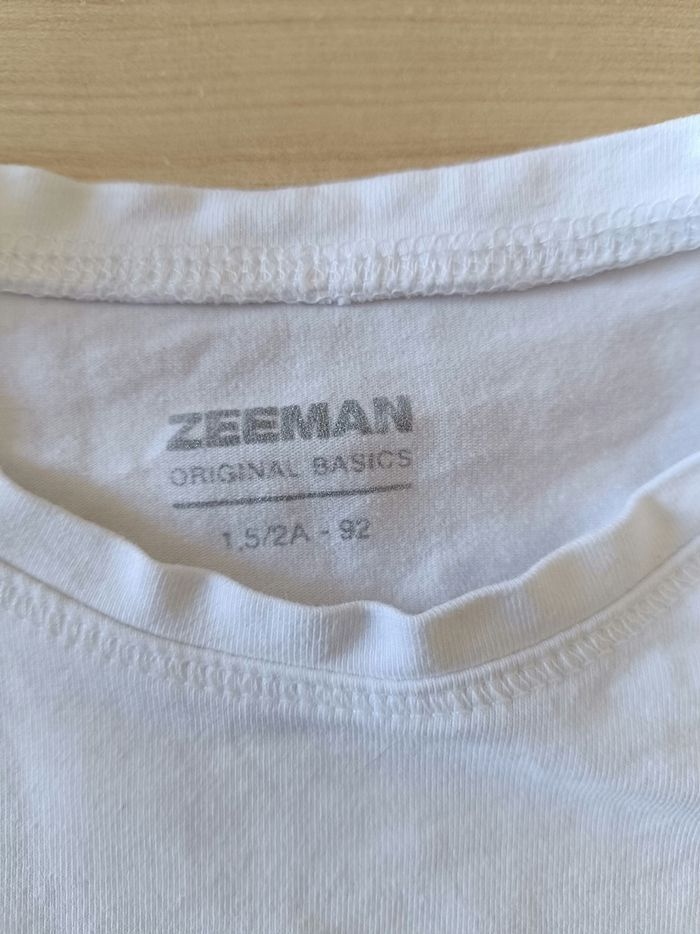 ZEEMAN
ORIGINAL BASICS
1,5/2A - 92